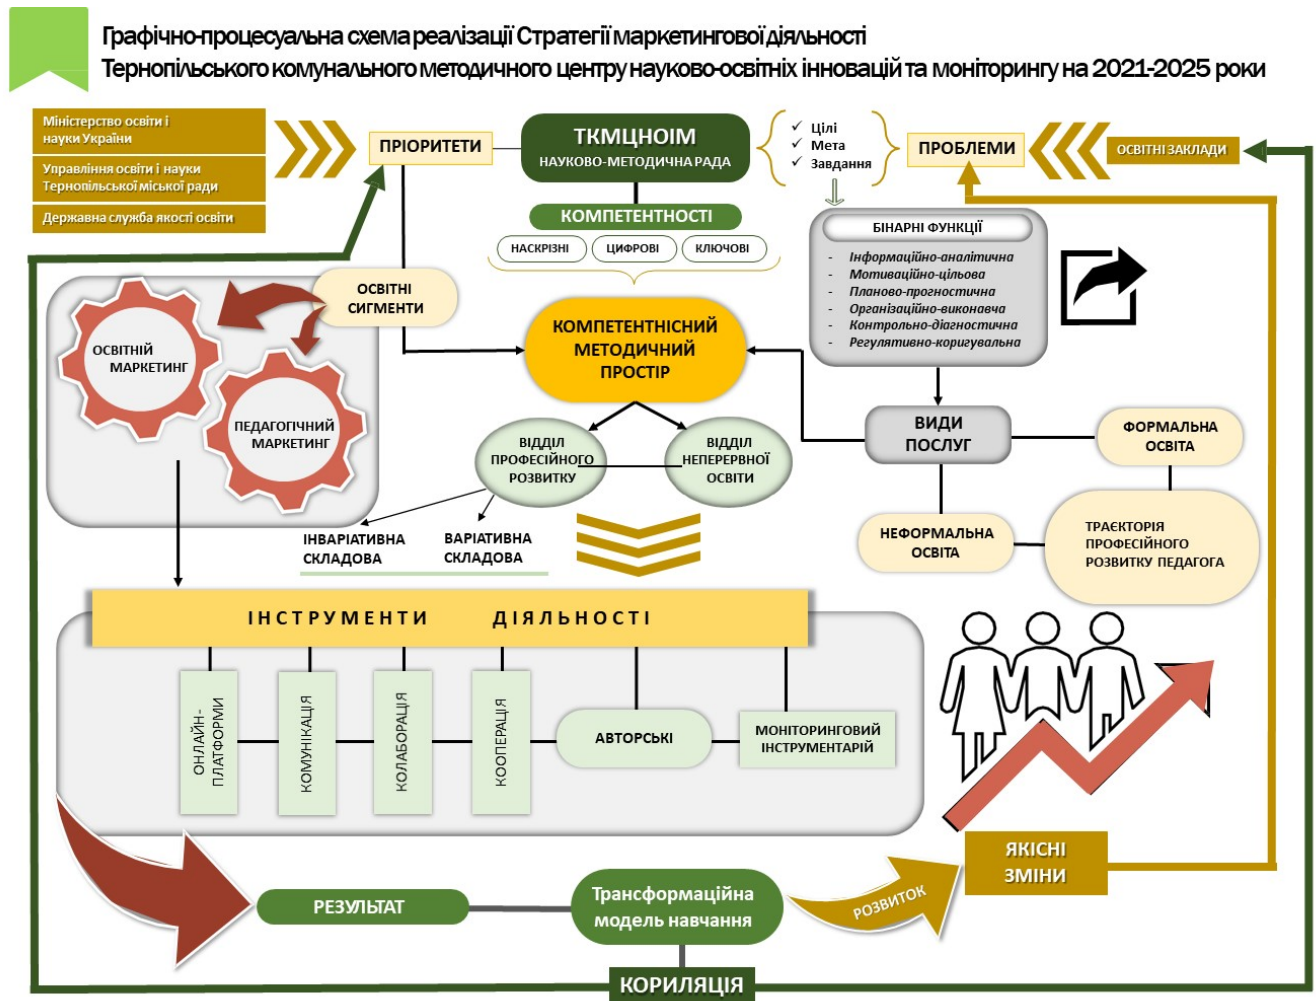 Графічно-процесуальна схема реалізації Стратегії маркетингової діяльності
Тернопільського комунального методичного центру науково-освітніх інновацій та моніторингу на 2021-2025 роки
Міністерство освіти і
науки України
Управління освіти і науки
Тернопільської міської ради
Державна служба якості освіти
ПРІОРИТЕТИ
ТКМЦНОІМ
НАУКОВО-МЕТОДИЧНА РАДА
Цілі
Мета
Завдання
ПРОБЛЕМИ
ОСВІТНІ ЗАКЛАДИ
КОМПЕТЕНТНОСТІ
НАСКРІЗНІ
ЦИФРОВІ
КЛЮЧОВІ
БІНАРНІ ФУНКЦІЇ
- Інформаційно-аналітична
- Мотиваційно-цільова
- Планово-прогностична
- Організаційно-виконавча
- Контрольно-діагностична
- Регулятивно-коригувальна
ОСВІТНІ
СИГМЕНТИ
ОСВІТНІЙ
МАРКЕТИНГ
ПЕДАГОГІЧНИЙ
МАРКЕТИНГ
КОМПЕТЕНТНІСНИЙ
МЕТОДИЧНИЙ
ПРОСТІР
ВІДДІЛ
ПРОФЕСІЙНОГО
РОЗВИТКУ
ВІДДІЛ
НЕПЕРЕРВНОЇ
ОСВІТИ
ВИДИ
ПОСЛУГ
ФОРМАЛЬНА
ОСВІТА
НЕФОРМАЛЬНА
ОСВІТА
ТРАЄКТОРІЯ
ПРОФЕСІЙНОГО
РОЗВИТКУ ПЕДАГОГА
ІНВАРІАТИВНА
СКЛАДОВА
ВАРІАТИВНА
СКЛАДОВА
ІНСТРУМЕНТИ ДІЯЛЬНОСТІ
ОНЛАЙН-
ПЛАТФОРМИ
КОМУНІКАЦІЯ
КОЛАБОРАЦІЯ
КООПЕРАЦІЯ
АВТОРСЬКІ
МОНІТОРИНГОВИЙ
ІНСТРУМЕНТАРІЙ
РЕЗУЛЬТАТ
Трансформаційна
модель навчання
РОЗВИТОК
ЯКІСНІ
ЗМІНИ
КОРИЛЯЦІЯ